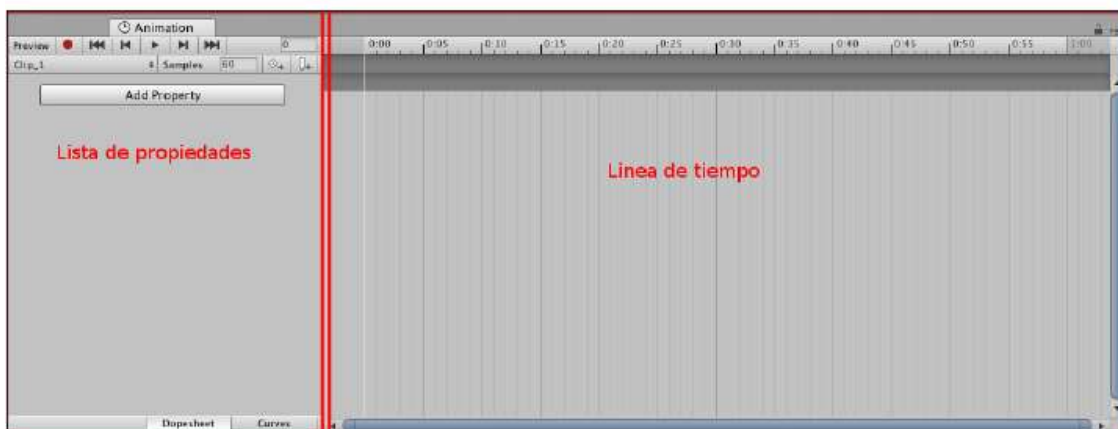 Animation
Preview 0 0:00 0:05 0:10 0:15 0:20 0:25 0:30 0:35 0:40 0:45 0:50 0:55 1:00
Clip_1 Samples 60
Add Property
Lista de propiedades
Linea de tiempo
Dopesheet Curves